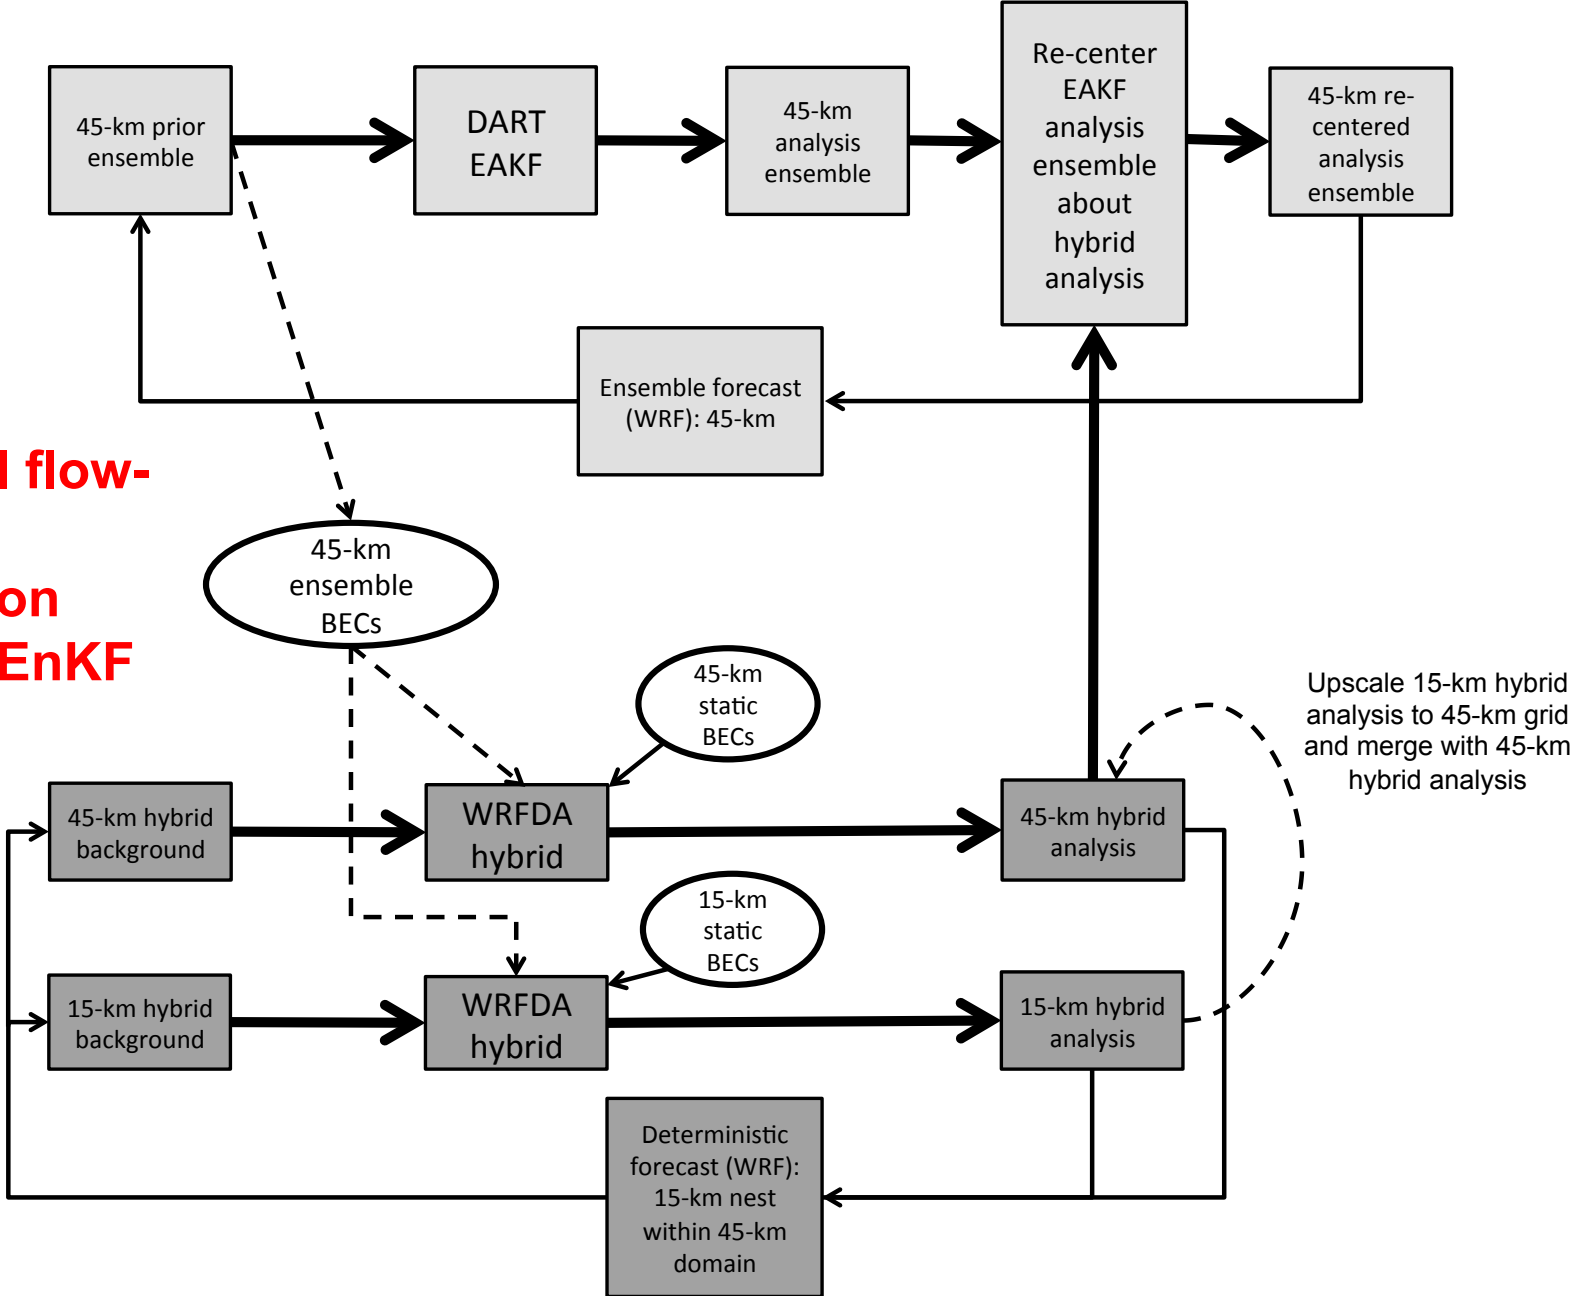 45-km prior
ensemble
DART
EAKF
45-km
analysis
ensemble
Re-center
EAKF
analysis
ensemble
about
hybrid
analysis
45-km re-
centered
analysis
ensemble
Ensemble forecast
(WRF): 45-km
flow-
on
EnKF
45-km
ensemble
BECs
45-km
static
BECs
Upscale 15-km hybrid
analysis to 45-km grid
and merge with 45-km
hybrid analysis
45-km hybrid
background
WRFDA
hybrid
45-km hybrid
analysis
15-km
static
BECs
15-km hybrid
background
WRFDA
hybrid
15-km hybrid
analysis
Deterministic
forecast (WRF):
15-km nest
within 45-km
domain